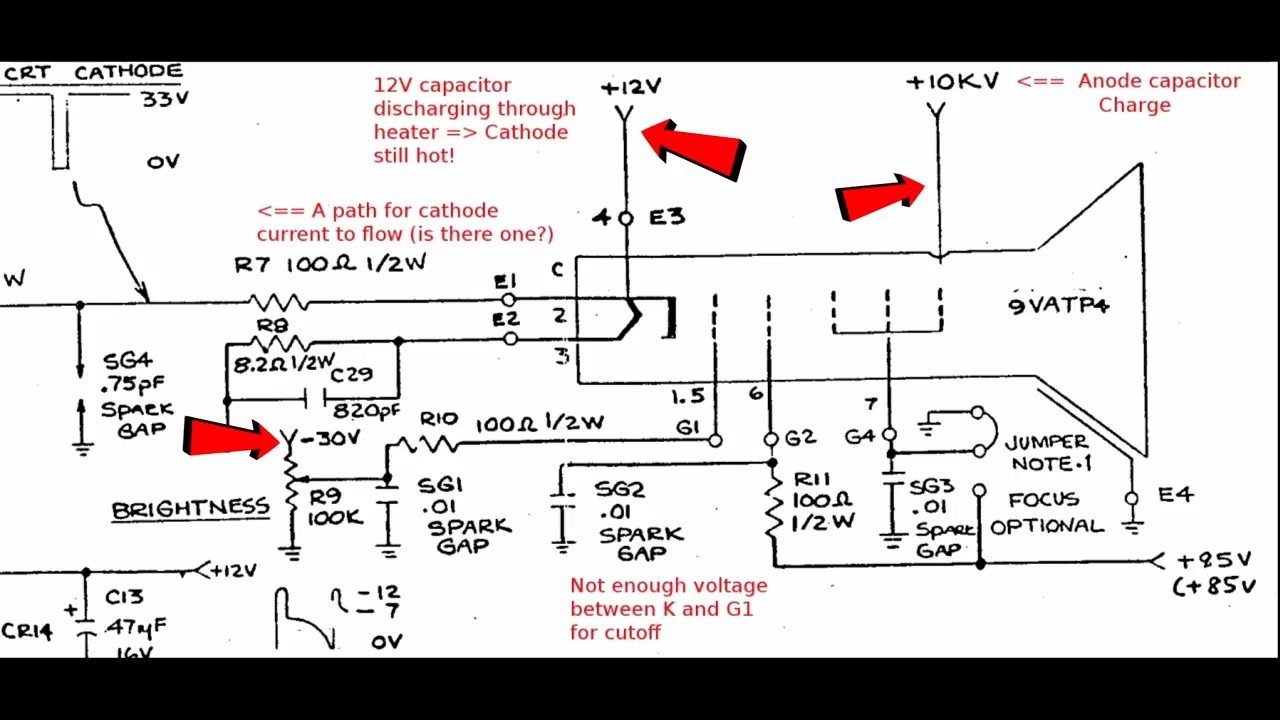 CRT CATHODE
33V
0V
W
12V capacitor
discharging through
heater => Cathode
still hot!
+12V
+10KV
<== Anode capacitor
Charge
<== A path for cathode
current to flow (is there one?)
4 E3
R7 100Ω 1/2W
E1
C
2
E2
3
R8
8.2Ω 1/2W
C29
820pF
9VATP4
SG4
.75pF
SPARK
GAP
-30V
R10 100Ω 1/2W
1.5
G1
6
G2
7
G4
JUMPER
NOTE.1
BRIGHTNESS
R9
100K
SG1
.01
SPARK
GAP
SG2
.01
SPARK
GAP
R11
100Ω
1/2W
SG3
.01
SPARK
GAP
FOCUS
OPTIONAL
E4
+85V
(+85V
+12V
C13
+
.47µF
16V
CR14
-12
-7
0V
Not enough voltage
between K and G1
for cutoff